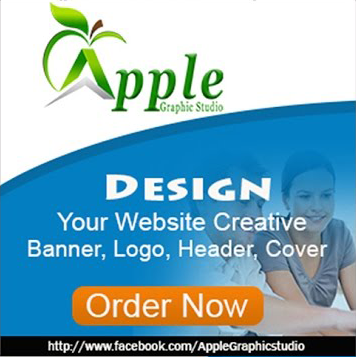 Apple
Graphic Studio
DESIGN
Your Website Creative
Banner, Logo, Header, Cover
Order Now
http://www.facebook.com/AppleGraphicstudio